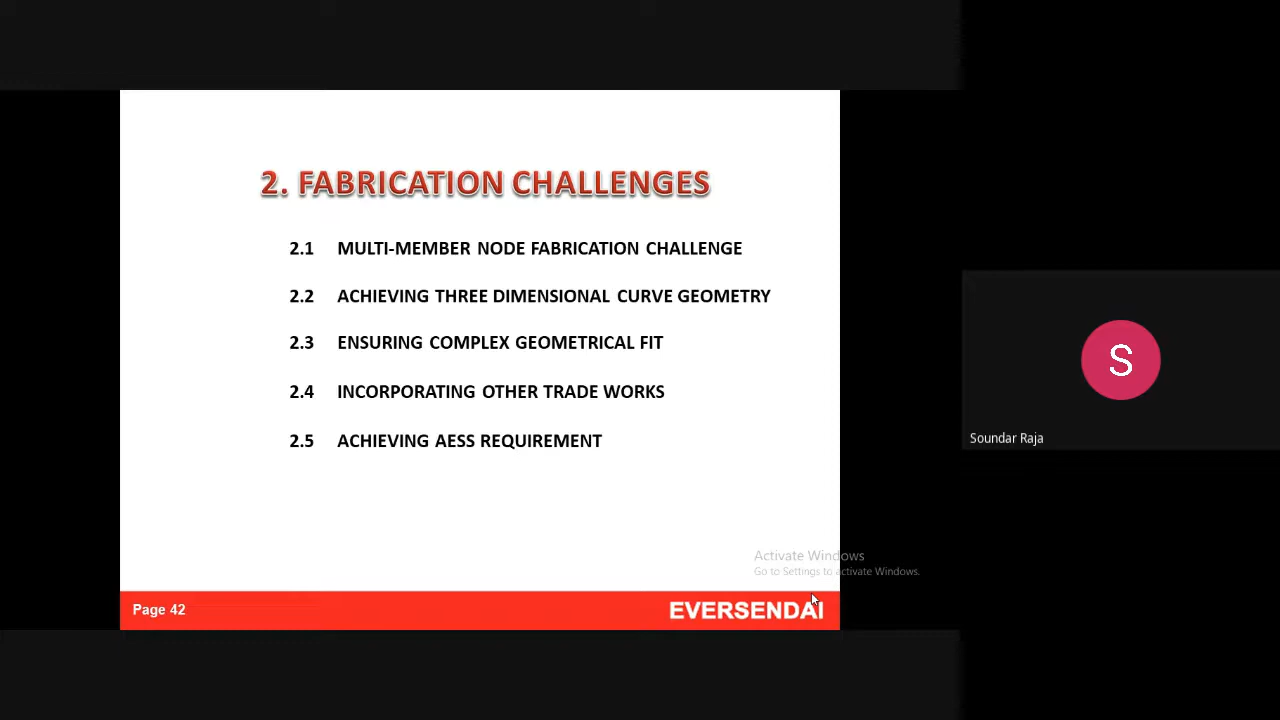 2. FABRICATION CHALLENGES
2.1 MULTI-MEMBER NODE FABRICATION CHALLENGE
2.2 ACHIEVING THREE DIMENSIONAL CURVE GEOMETRY
2.3 ENSURING COMPLEX GEOMETRICAL FIT
2.4 INCORPORATING OTHER TRADE WORKS
2.5 ACHIEVING AESS REQUIREMENT
S
Soundar Raja
Activate Windows
Go to Settings to activate Windows.
Page 42
EVERSENDAI